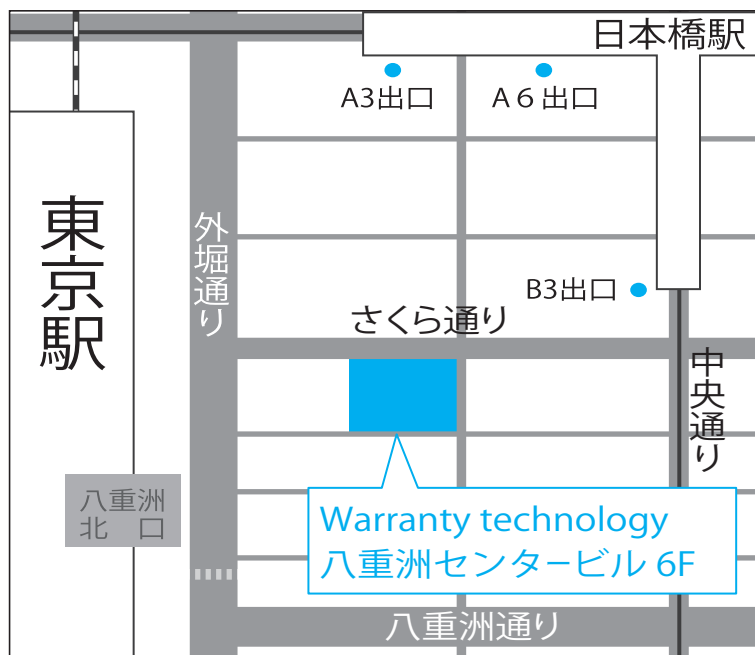 日本橋駅
A3出口
A6出口
東京駅
外堀通り
B3出口
さくら通り
中央通り
八重洲
北 口
Warranty technology
八重洲センタービル 6F
八重洲通り